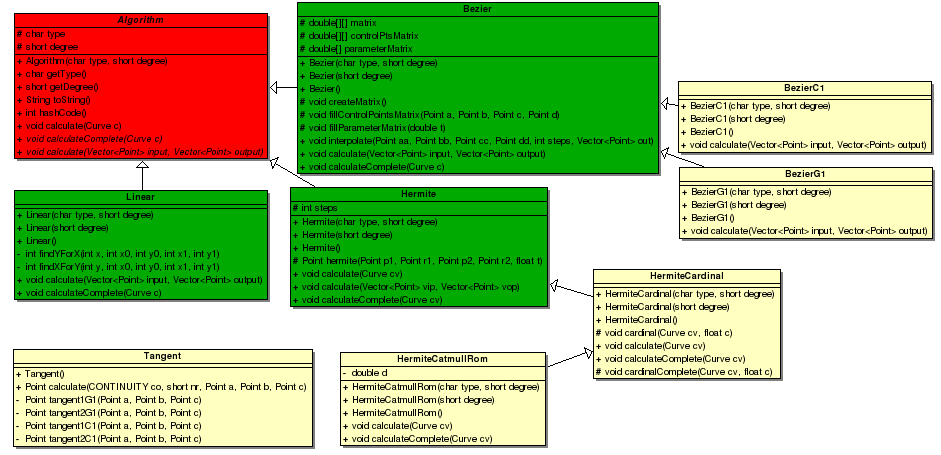 Algorithm
# char type
# short degree
+ Algorithm(char type, short degree)
+ char getType()
+ short getDegree()
+ String toString()
+ int hashCode()
+ void calculate(Curve c)
+ void calculateComplete(Curve c)
+ void calculate(Vector<Point> input, Vector<Point> output)
Bezier
# double[][] matrix
# double[][] controlPtsMatrix
# double[] parameterMatrix
+ Bezier(char type, short degree)
+ Bezier(short degree)
+ Bezier()
# void createMatrix()
# void fillControlPointsMatrix(Point a, Point b, Point c, Point d)
# void fillParameterMatrix(double t)
+ void interpolate(Point aa, Point bb, Point cc, Point dd, int steps, Vector<Point> out)
+ void calculate(Vector<Point> input, Vector<Point> output)
+ void calculateComplete(Curve c)
BezierC1
+ BezierC1(char type, short degree)
+ BezierC1(short degree)
+ BezierC1()
+ void calculate(Vector<Point> input, Vector<Point> output)
BezierG1
+ BezierG1(char type, short degree)
+ BezierG1(short degree)
+ BezierG1()
+ void calculate(Vector<Point> input, Vector<Point> output)
Linear
+ Linear(char type, short degree)
+ Linear(short degree)
+ Linear()
- int findYForX(int x, int x0, int y0, int x1, int y1)
- int findXForY(int y, int x0, int y0, int x1, int y1)
+ void calculate(Vector<Point> input, Vector<Point> output)
+ void calculateComplete(Curve c)
Hermite
# int steps
+ Hermite(char type, short degree)
+ Hermite(short degree)
+ Hermite()
# Point hermite(Point p1, Point r1, Point p2, Point r2, float t)
+ void calculate(Curve cv)
+ void calculate(Vector<Point> vip, Vector<Point> vop)
+ void calculateComplete(Curve cv)
HermiteCardinal
+ HermiteCardinal(char type, short degree)
+ HermiteCardinal(short degree)
+ HermiteCardinal()
# void cardinal(Curve cv, float c)
+ void calculate(Curve cv)
+ void calculateComplete(Curve cv)
# void cardinalComplete(Curve cv, float c)
Tangent
+ Tangent()
+ Point calculate(CONTINUITY co, short nr, Point a, Point b, Point c)
- Point tangent1G1(Point a, Point b, Point c)
- Point tangent2G1(Point a, Point b, Point c)
- Point tangent1C1(Point a, Point b, Point c)
- Point tangent2C1(Point a, Point b, Point c)
HermiteCatmullRom
- double d
+ HermiteCatmullRom(char type, short degree)
+ HermiteCatmullRom(short degree)
+ HermiteCatmullRom()
+ void calculate(Curve cv)
+ void calculateComplete(Curve cv)